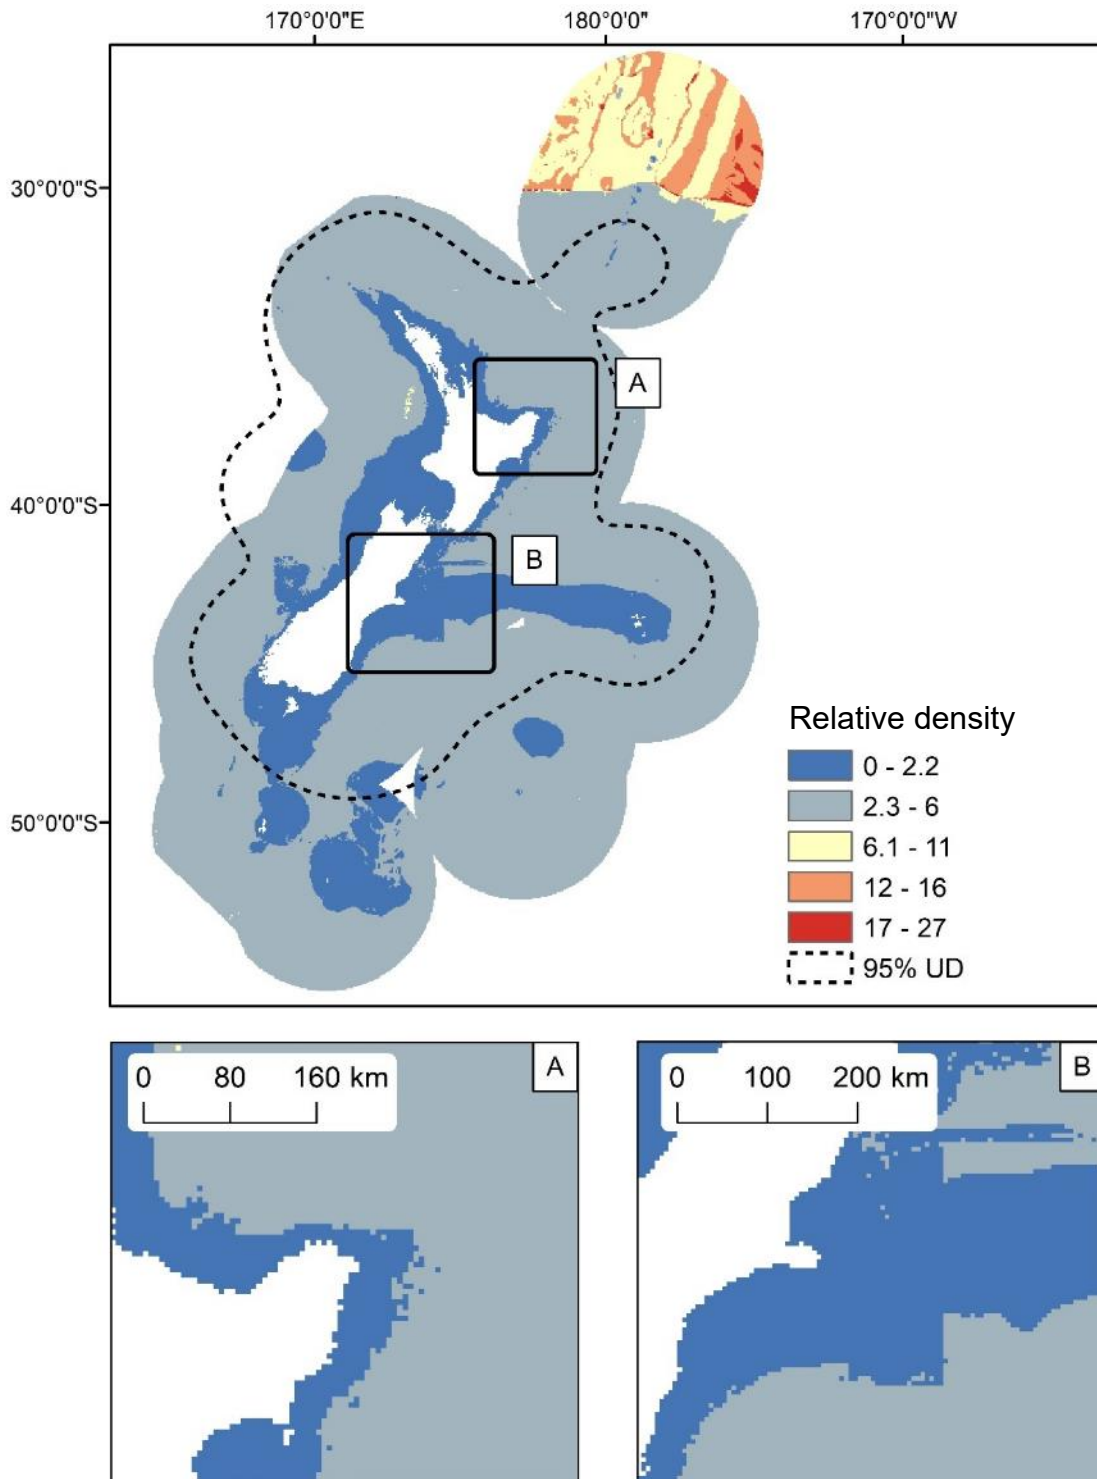 170°0'0"E 180°0'0" 170°0'0"W
30°0'0"S
A
40°0'0"S
B
Relative density
0 - 2.2
2.3 - 6
50°0'0"S
6.1 - 11
12 - 16
17 - 27
95% UD
0 80 160 km
A
0 100 200 km
B